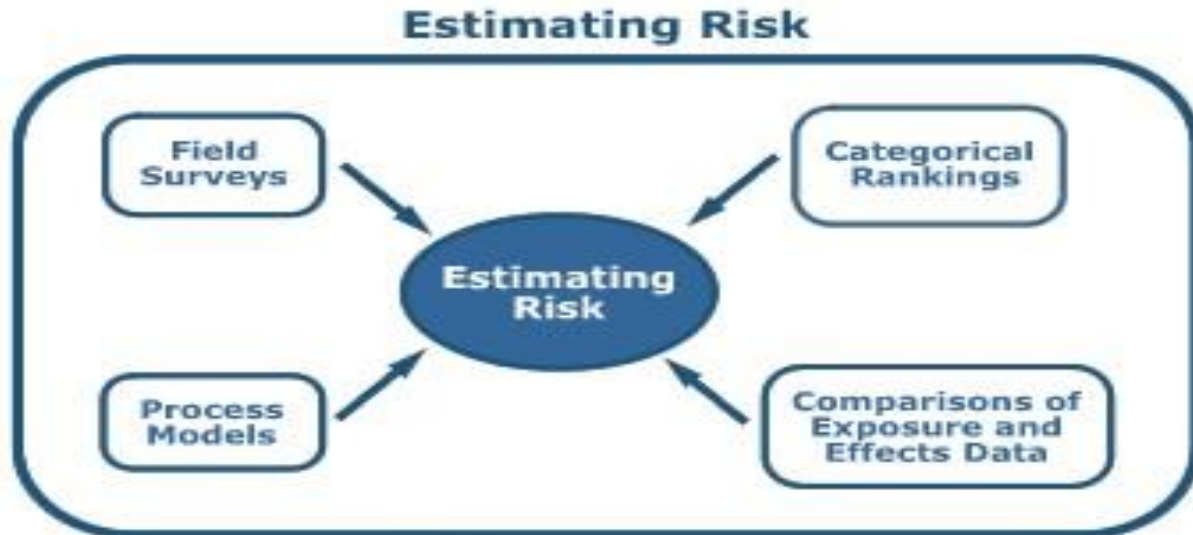 Estimating Risk
Field
Surveys
Categorical
Rankings
Estimating
Risk
Process
Models
Comparisons of
Exposure and
Effects Data